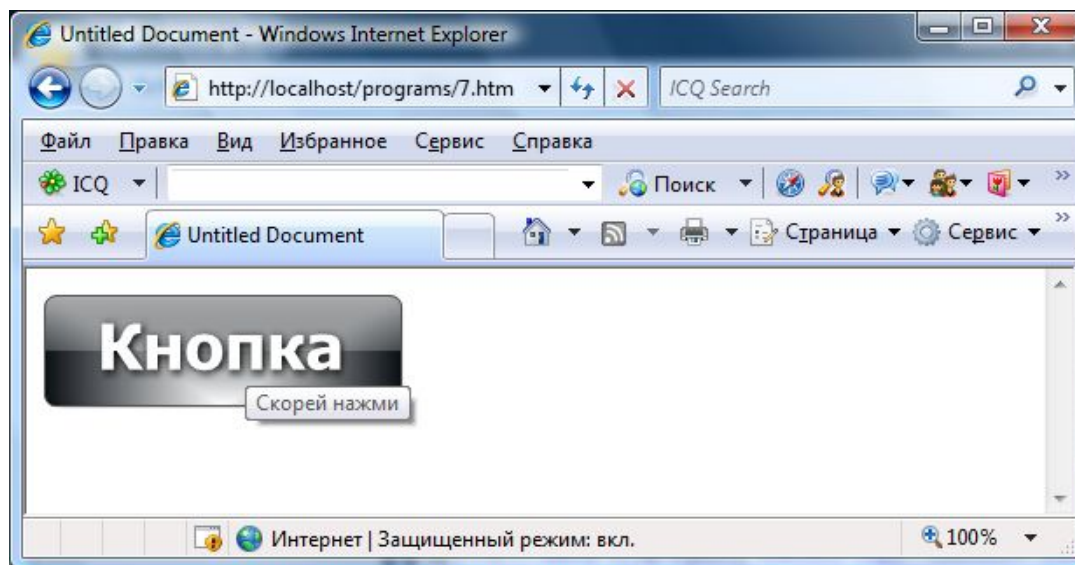 Untitled Document - Windows Internet Explorer
http://localhost/programs/7.htm ICQ Search
Файл Правка Вид Избранное Сервис Справка
ICQ Поиск
Untitled Document Страница Сервис
Кнопка
Скорей нажми
Интернет | Защищенный режим: вкл. 100%